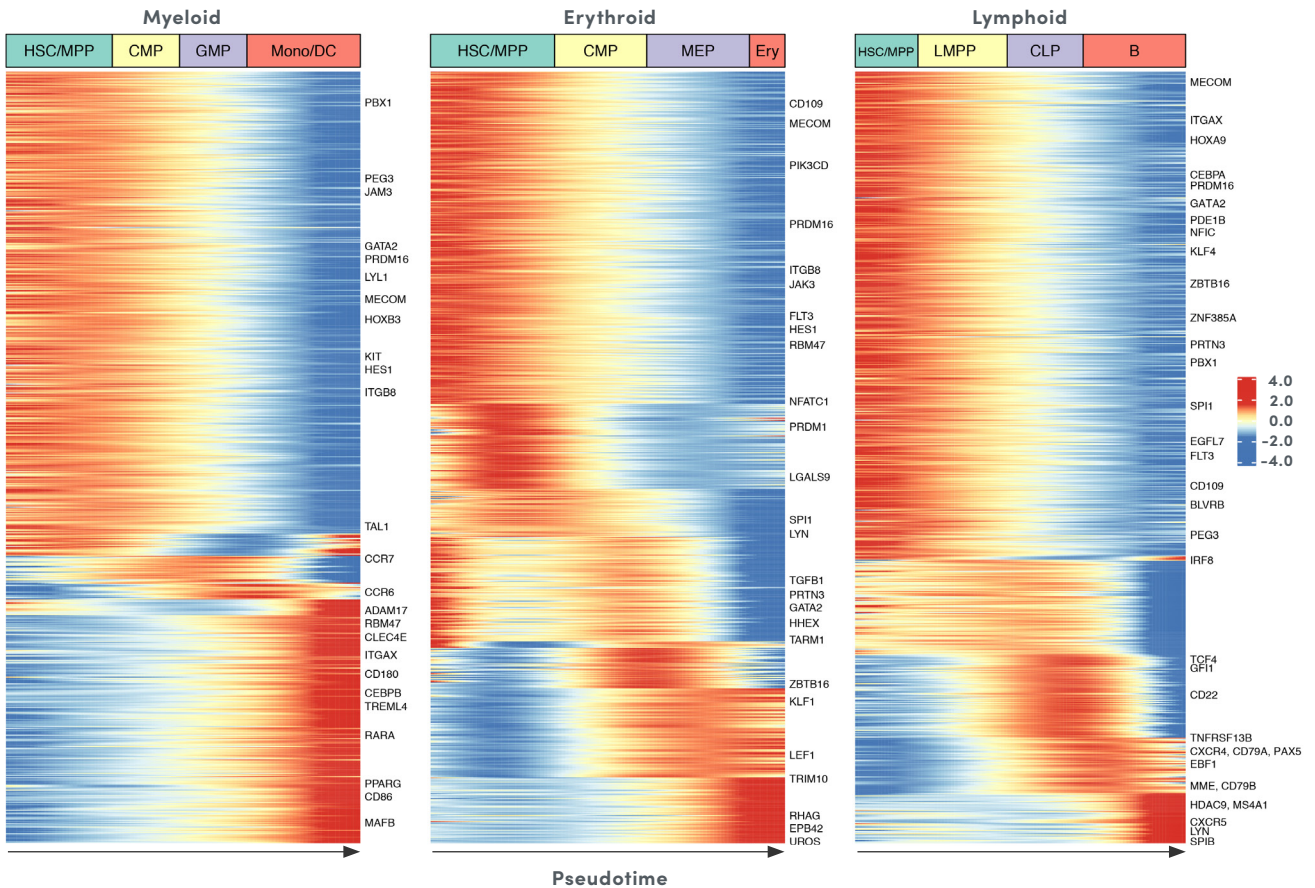 Myeloid
HSC/MPP
CMP
GMP
Mono/DC
PBX1
PEG3
JAM3
GATA2
PRDM16
LYL1
MECOM
HOXB3
KIT
HES1
ITGB8
TAL1
CCR7
CCR6
ADAM17
RBM47
CLEC4E
ITGAX
CD180
CEBPB
TREML4
RARA
PPARG
CD86
MAFB
Erythroid
HSC/MPP
CMP
MEP
Ery
CD109
MECOM
PIK3CD
PRDM16
ITGB8
JAK3
FLT3
HES1
RBM47
NFATC1
PRDM1
LGALS9
SPI1
LYN
TGFB1
PRTN3
GATA2
HHEX
TARM1
ZBTB16
KLF1
LEF1
TRIM10
RHAG
EPB42
UROS
Lymphoid
HSC/MPP
LMPP
CLP
B
MECOM
ITGAX
HOXA9
CEBPA
PRDM16
GATA2
PDE1B
NFIC
KLF4
ZBTB16
ZNF385A
PRTN3
PBX1
SPI1
EGFL7
FLT3
CD109
BLVRB
PEG3
IRF8
TCF4
GFI1
CD22
TNFRSF13B
CXCR4, CD79A, PAX5
EBF1
MME, CD79B
HDAC9, MS4A1
CXCR5
LYN
SPIB
4.0
2.0
0.0
-2.0
-4.0
Pseudotime